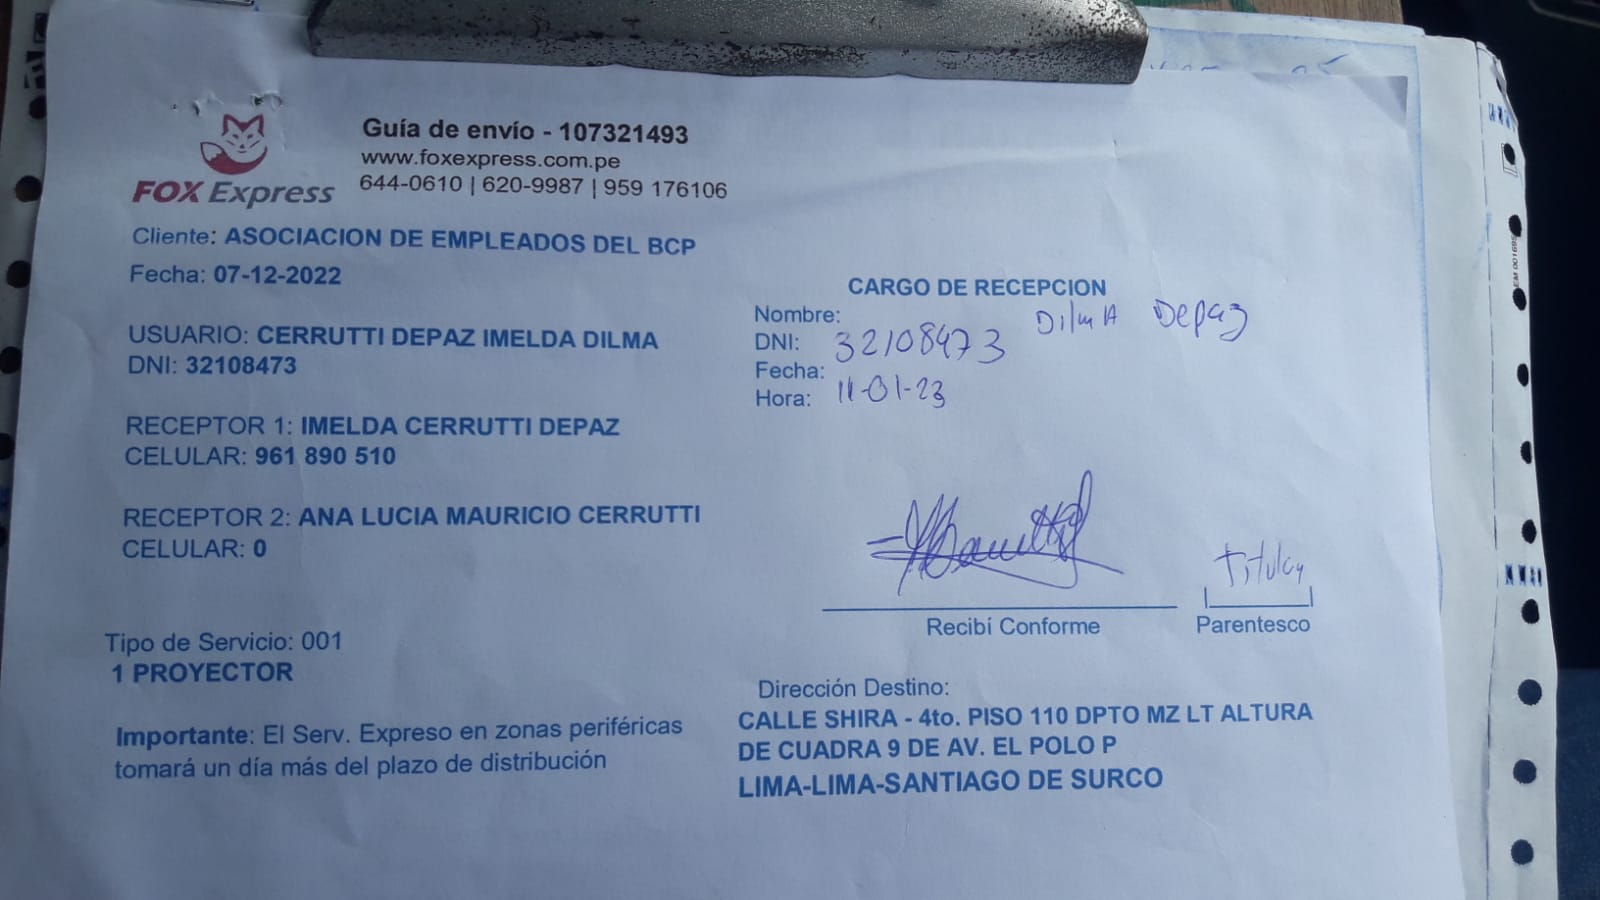 FOX Express
Guía de envío - 107321493
www.foxexpress.com.pe
644-0610 | 620-9987 | 959 176106
Cliente: ASOCIACION DE EMPLEADOS DEL BCP
Fecha: 07-12-2022
USUARIO: CERRUTTI DEPAZ IMELDA DILMA
DNI: 32108473
RECEPTOR 1: IMELDA CERRUTTI DEPAZ
CELULAR: 961 890 510
RECEPTOR 2: ANA LUCIA MAURICIO CERRUTTI
CELULAR: 0
Tipo de Servicio: 001
1 PROYECTOR
Importante: El Serv. Expreso en zonas periféricas
tomará un día más del plazo de distribución
CARGO DE RECEPCION
Nombre: Dilma Depaz
DNI: 32108473
Fecha: 11-01-23
Hora:
Titular
Recibí Conforme Parentesco
Dirección Destino:
CALLE SHIRA - 4to. PISO 110 DPTO MZ LT ALTURA
DE CUADRA 9 DE AV. EL POLO P
LIMA-LIMA-SANTIAGO DE SURCO